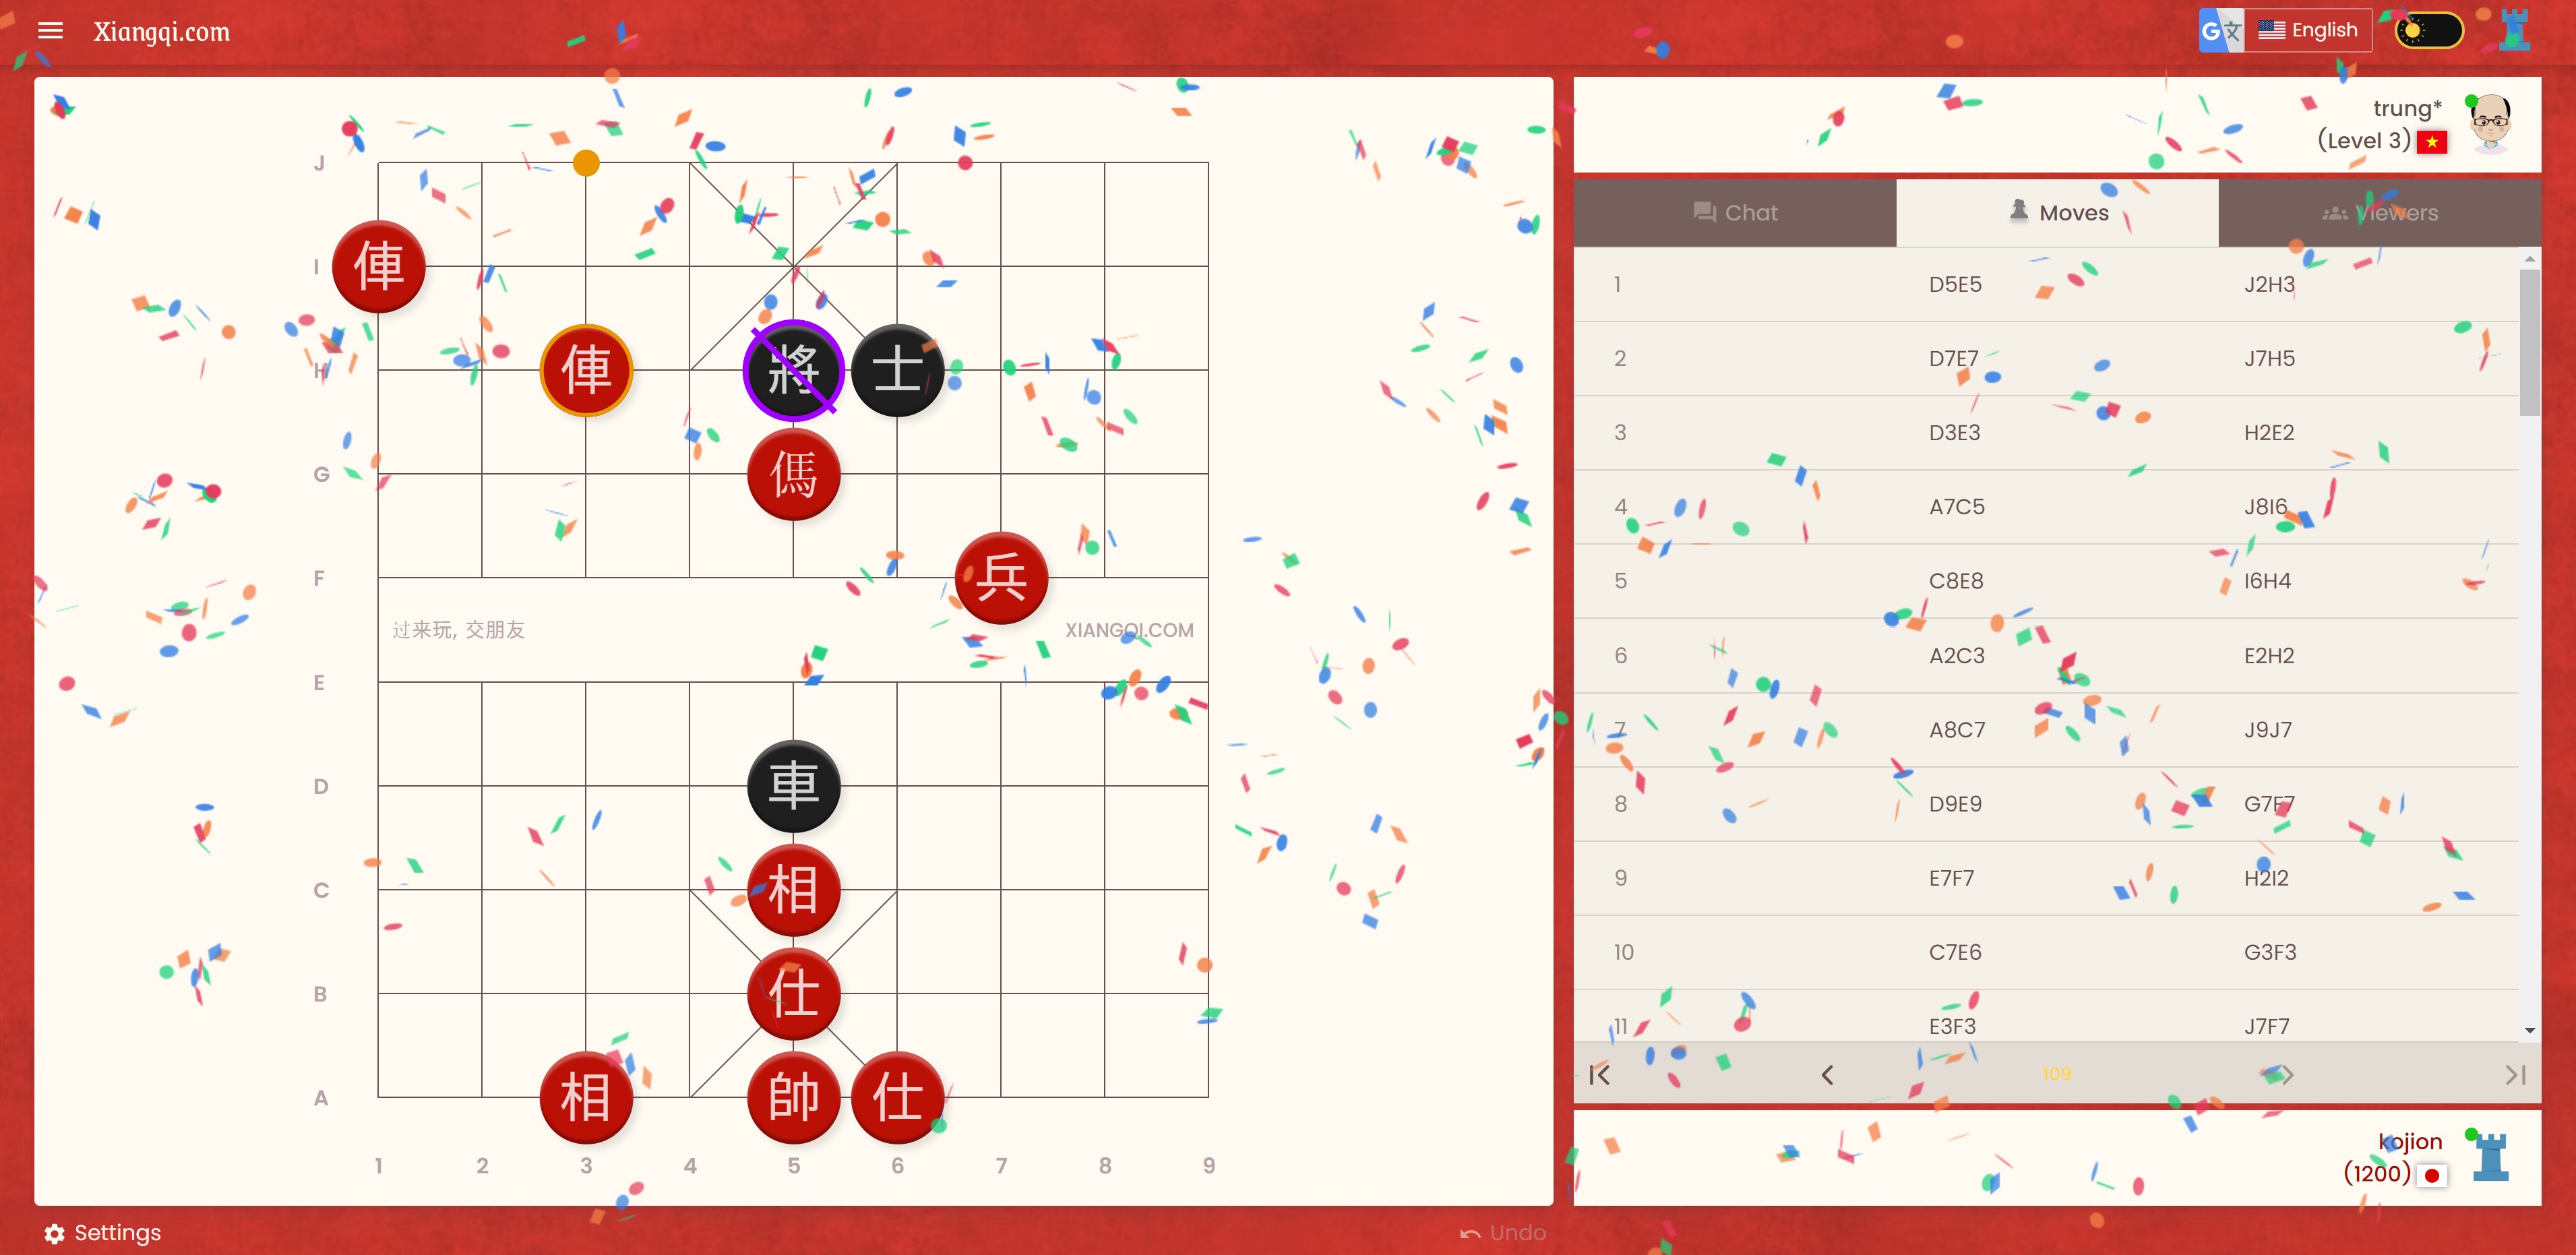 Xiangqi.com
English
trung*
(Level 3)
J
Chat
Moves
Viewers
I
俥
1 D5E5 J2H3
H
俥 將 士
2 D7E7 J7H5
3 D3E3 H2E2
G
傌
4 A7C5 J8I6
F
兵
5 C8E8 I6H4
过来玩, 交朋友
XIANGQI.COM
6 A2C3 E2H2
E
7 A8C7 J9J7
D
車
8 D9E9 G7F7
C
相
9 E7F7 H2I2
B
仕
10 C7E6 G3F3
11 E3F3 J7F7
A
相 帥 仕
109
1 2 3 4 5 6 7 8 9
kojion
(1200)
Settings
Undo